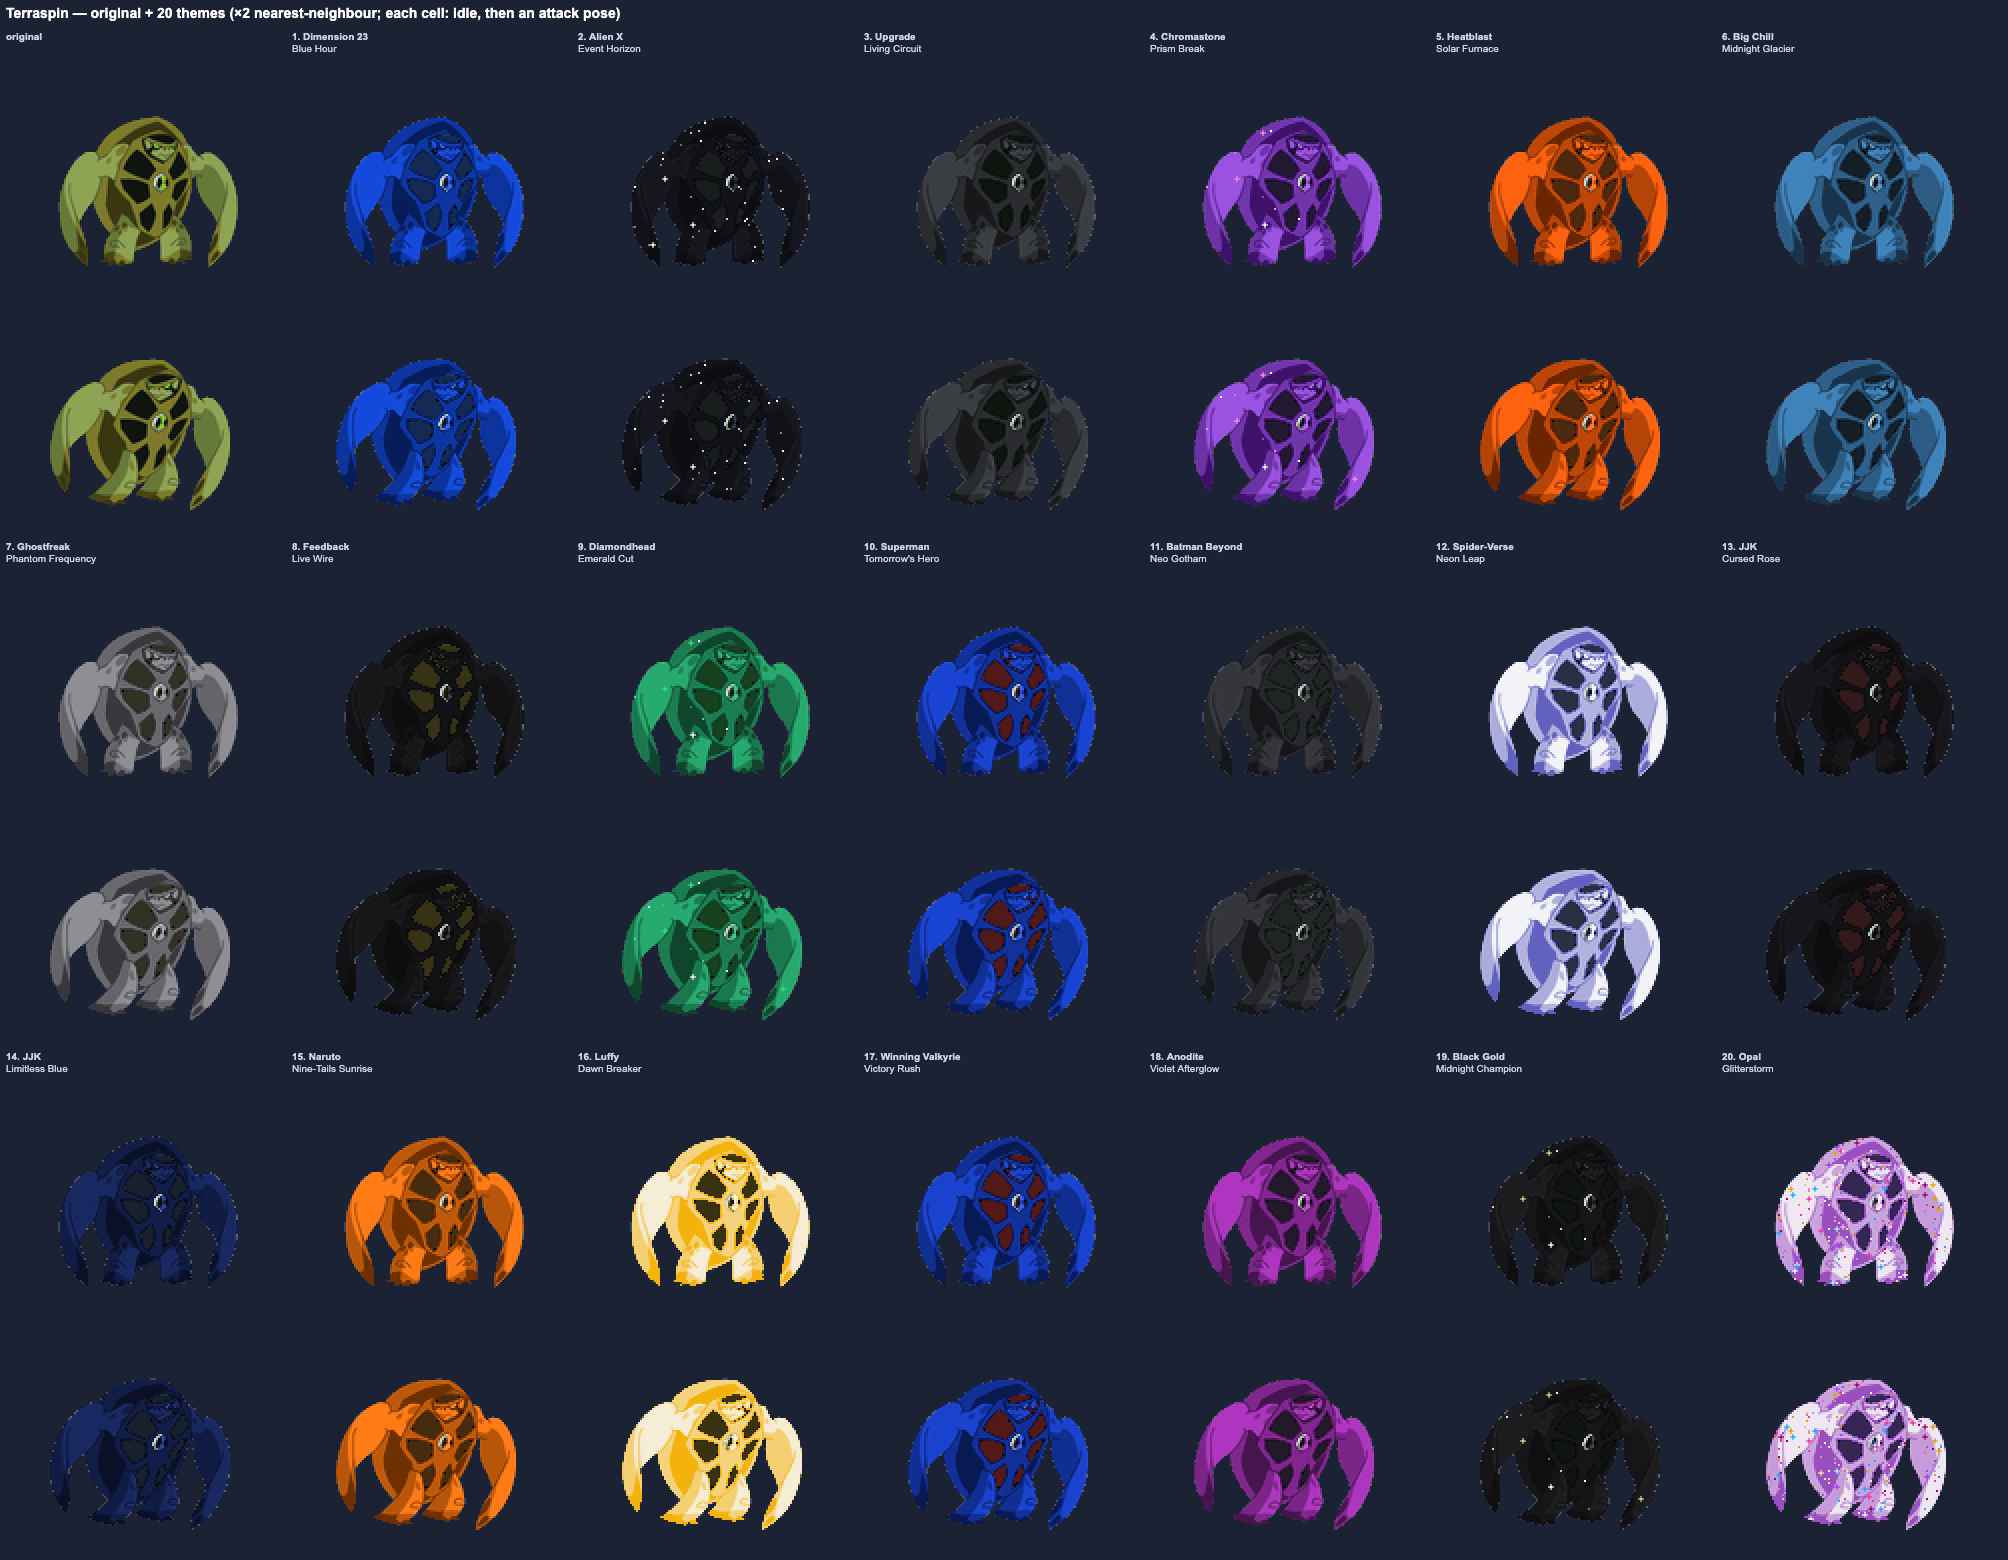 Terraspin — original + 20 themes (×2 nearest-neighbour; each cell: idle, then an attack pose)
original
1. Dimension 23
Blue Hour
2. Alien X
Event Horizon
3. Upgrade
Living Circuit
4. Chromastone
Prism Break
5. Heatblast
Solar Furnace
6. Big Chill
Midnight Glacier
7. Ghostfreak
Phantom Frequency
8. Feedback
Live Wire
9. Diamondhead
Emerald Cut
10. Superman
Tomorrow's Hero
11. Batman Beyond
Neo Gotham
12. Spider-Verse
Neon Leap
13. JJK
Cursed Rose
14. JJK
Limitless Blue
15. Naruto
Nine-Tails Sunrise
16. Luffy
Dawn Breaker
17. Winning Valkyrie
Victory Rush
18. Anodite
Violet Afterglow
19. Black Gold
Midnight Champion
20. Opal
Glitterstorm